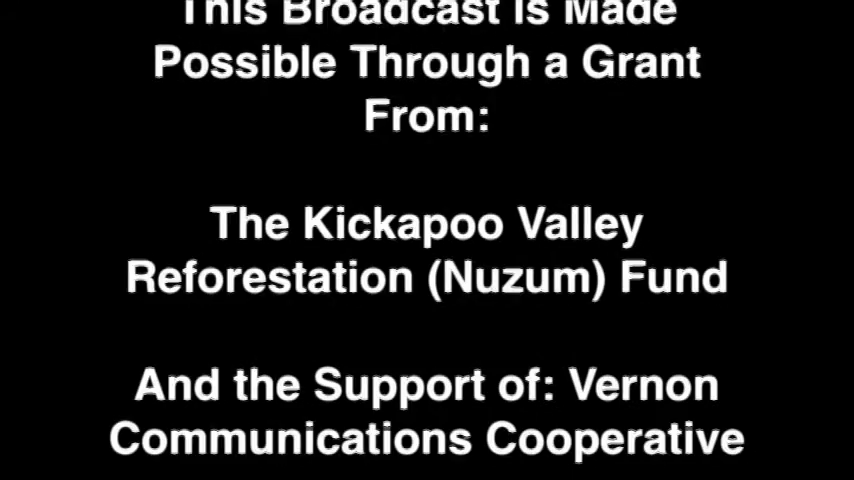 This Broadcast is Made
Possible Through a Grant
From:
The Kickapoo Valley
Reforestation (Nuzum) Fund
And the Support of: Vernon
Communications Cooperative